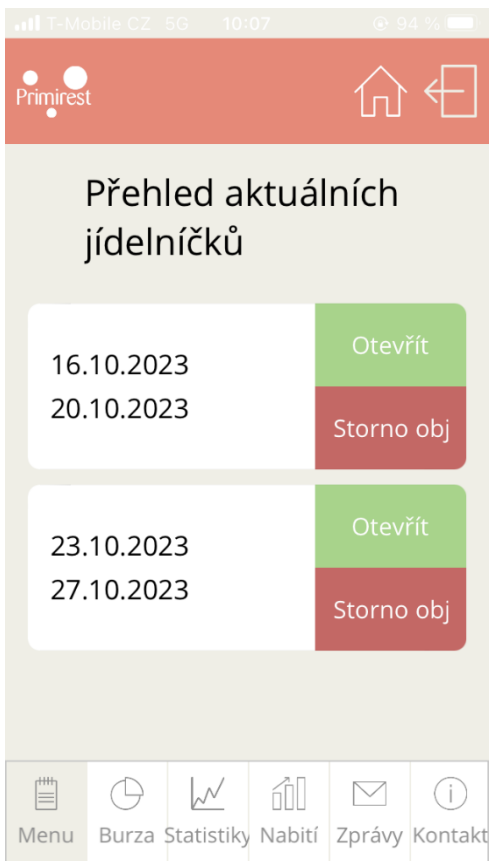 T-Mobile CZ 5G 10:07 94 %
Primirest
Přehled aktuálních
jídelníčků
16.10.2023
20.10.2023
Otevřít
Storno obj
23.10.2023
27.10.2023
Otevřít
Storno obj
Menu Burza Statistiky Nabití Zprávy Kontakt